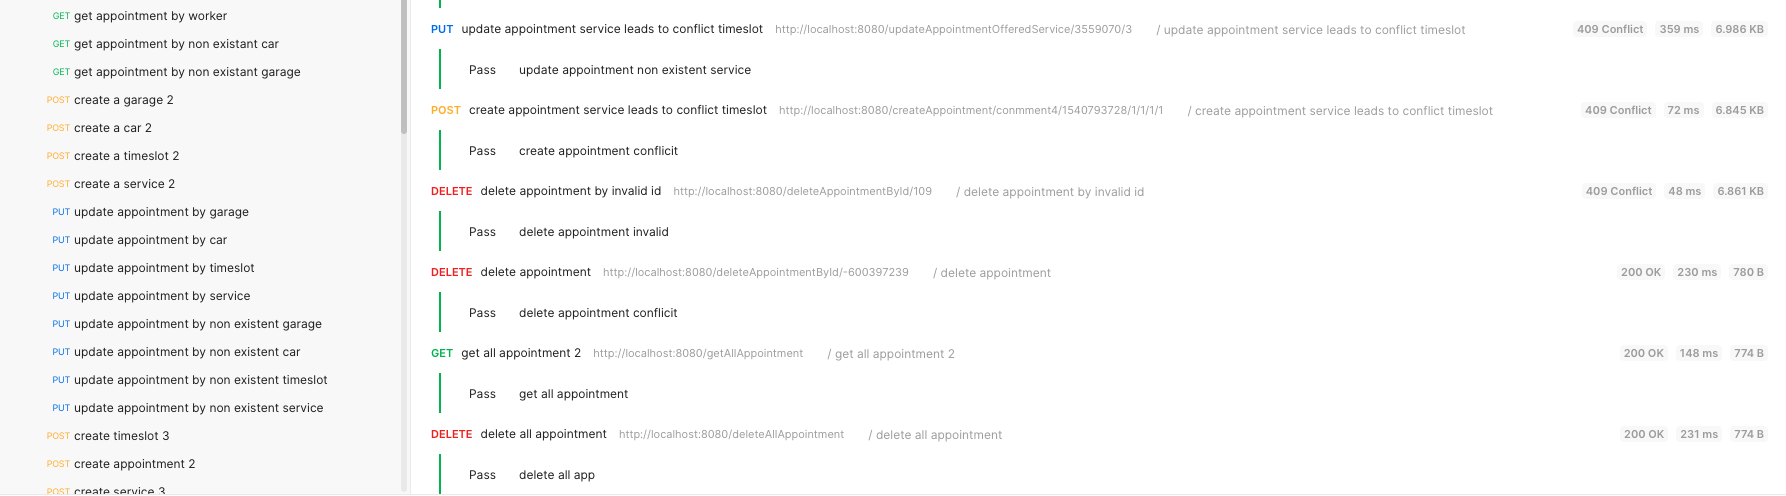 GET get appointment by worker
GET get appointment by non existant car
GET get appointment by non existant garage
POST create a garage 2
POST create a car 2
POST create a timeslot 2
POST create a service 2
PUT update appointment by garage
PUT update appointment by car
PUT update appointment by timeslot
PUT update appointment by service
PUT update appointment by non existent garage
PUT update appointment by non existent car
PUT update appointment by non existent timeslot
PUT update appointment by non existent service
POST create timeslot 3
POST create appointment 2
POST create service 3
PUT update appointment service leads to conflict timeslot http://localhost:8080/updateAppointmentOfferedService/3559070/3 / update appointment service leads to conflict timeslot 409 Conflict 359 ms 6.986 KB
Pass update appointment non existent service
POST create appointment service leads to conflict timeslot http://localhost:8080/createAppointment/conmment4/1540793728/1/1/1/1 / create appointment service leads to conflict timeslot 409 Conflict 72 ms 6.845 KB
Pass create appointment conflicit
DELETE delete appointment by invalid id http://localhost:8080/deleteAppointmentById/109 / delete appointment by invalid id 409 Conflict 48 ms 6.861 KB
Pass delete appointment invalid
DELETE delete appointment http://localhost:8080/deleteAppointmentById/-600397239 / delete appointment 200 OK 230 ms 780 B
Pass delete appointment conflicit
GET get all appointment 2 http://localhost:8080/getAllAppointment / get all appointment 2 200 OK 148 ms 774 B
Pass get all appointment
DELETE delete all appointment http://localhost:8080/deleteAllAppointment / delete all appointment 200 OK 231 ms 774 B
Pass delete all app